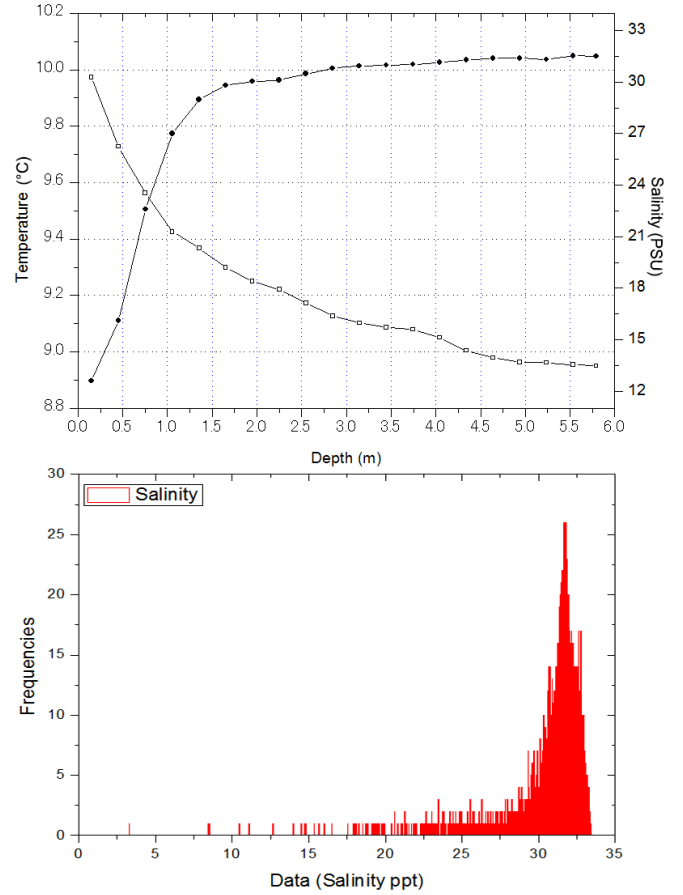 10.2
10.0
9.8
9.6
9.4
9.2
9.0
8.8
Temperature (°C)
33
30
27
24
21
18
15
12
Salinity (PSU)
0.0 0.5 1.0 1.5 2.0 2.5 3.0 3.5 4.0 4.5 5.0 5.5 6.0
Depth (m)
30
25
20
15
10
5
0
Frequencies
Salinity
0 5 10 15 20 25 30 35
Data (Salinity ppt)